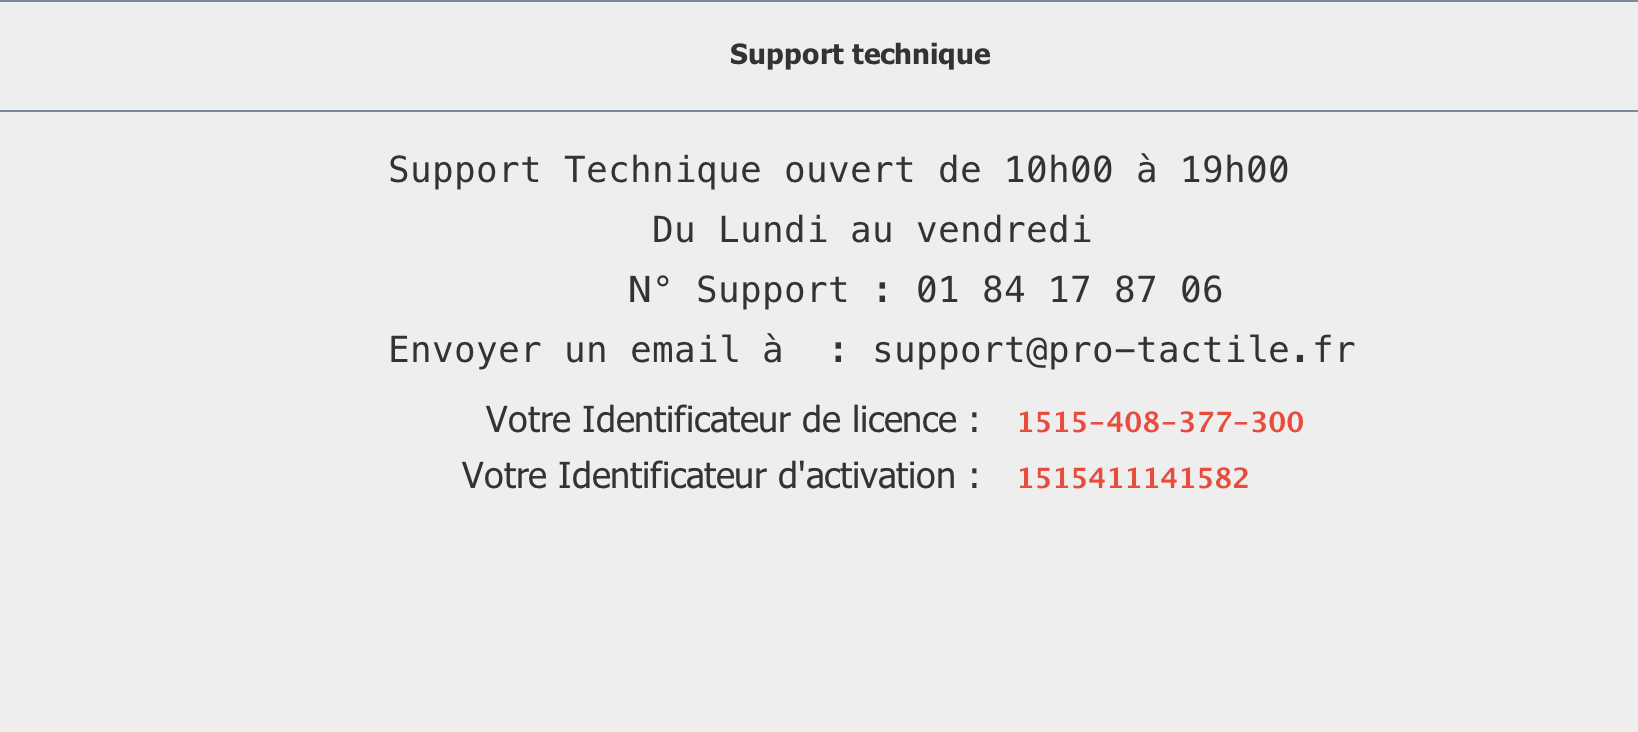 Support technique
Support Technique ouvert de 10h00 à 19h00
Du Lundi au vendredi
N° Support : 01 84 17 87 06
Envoyer un email à  : support@pro-tactile.fr
Votre Identificateur de licence : 1515-408-377-300
Votre Identificateur d'activation : 1515411141582